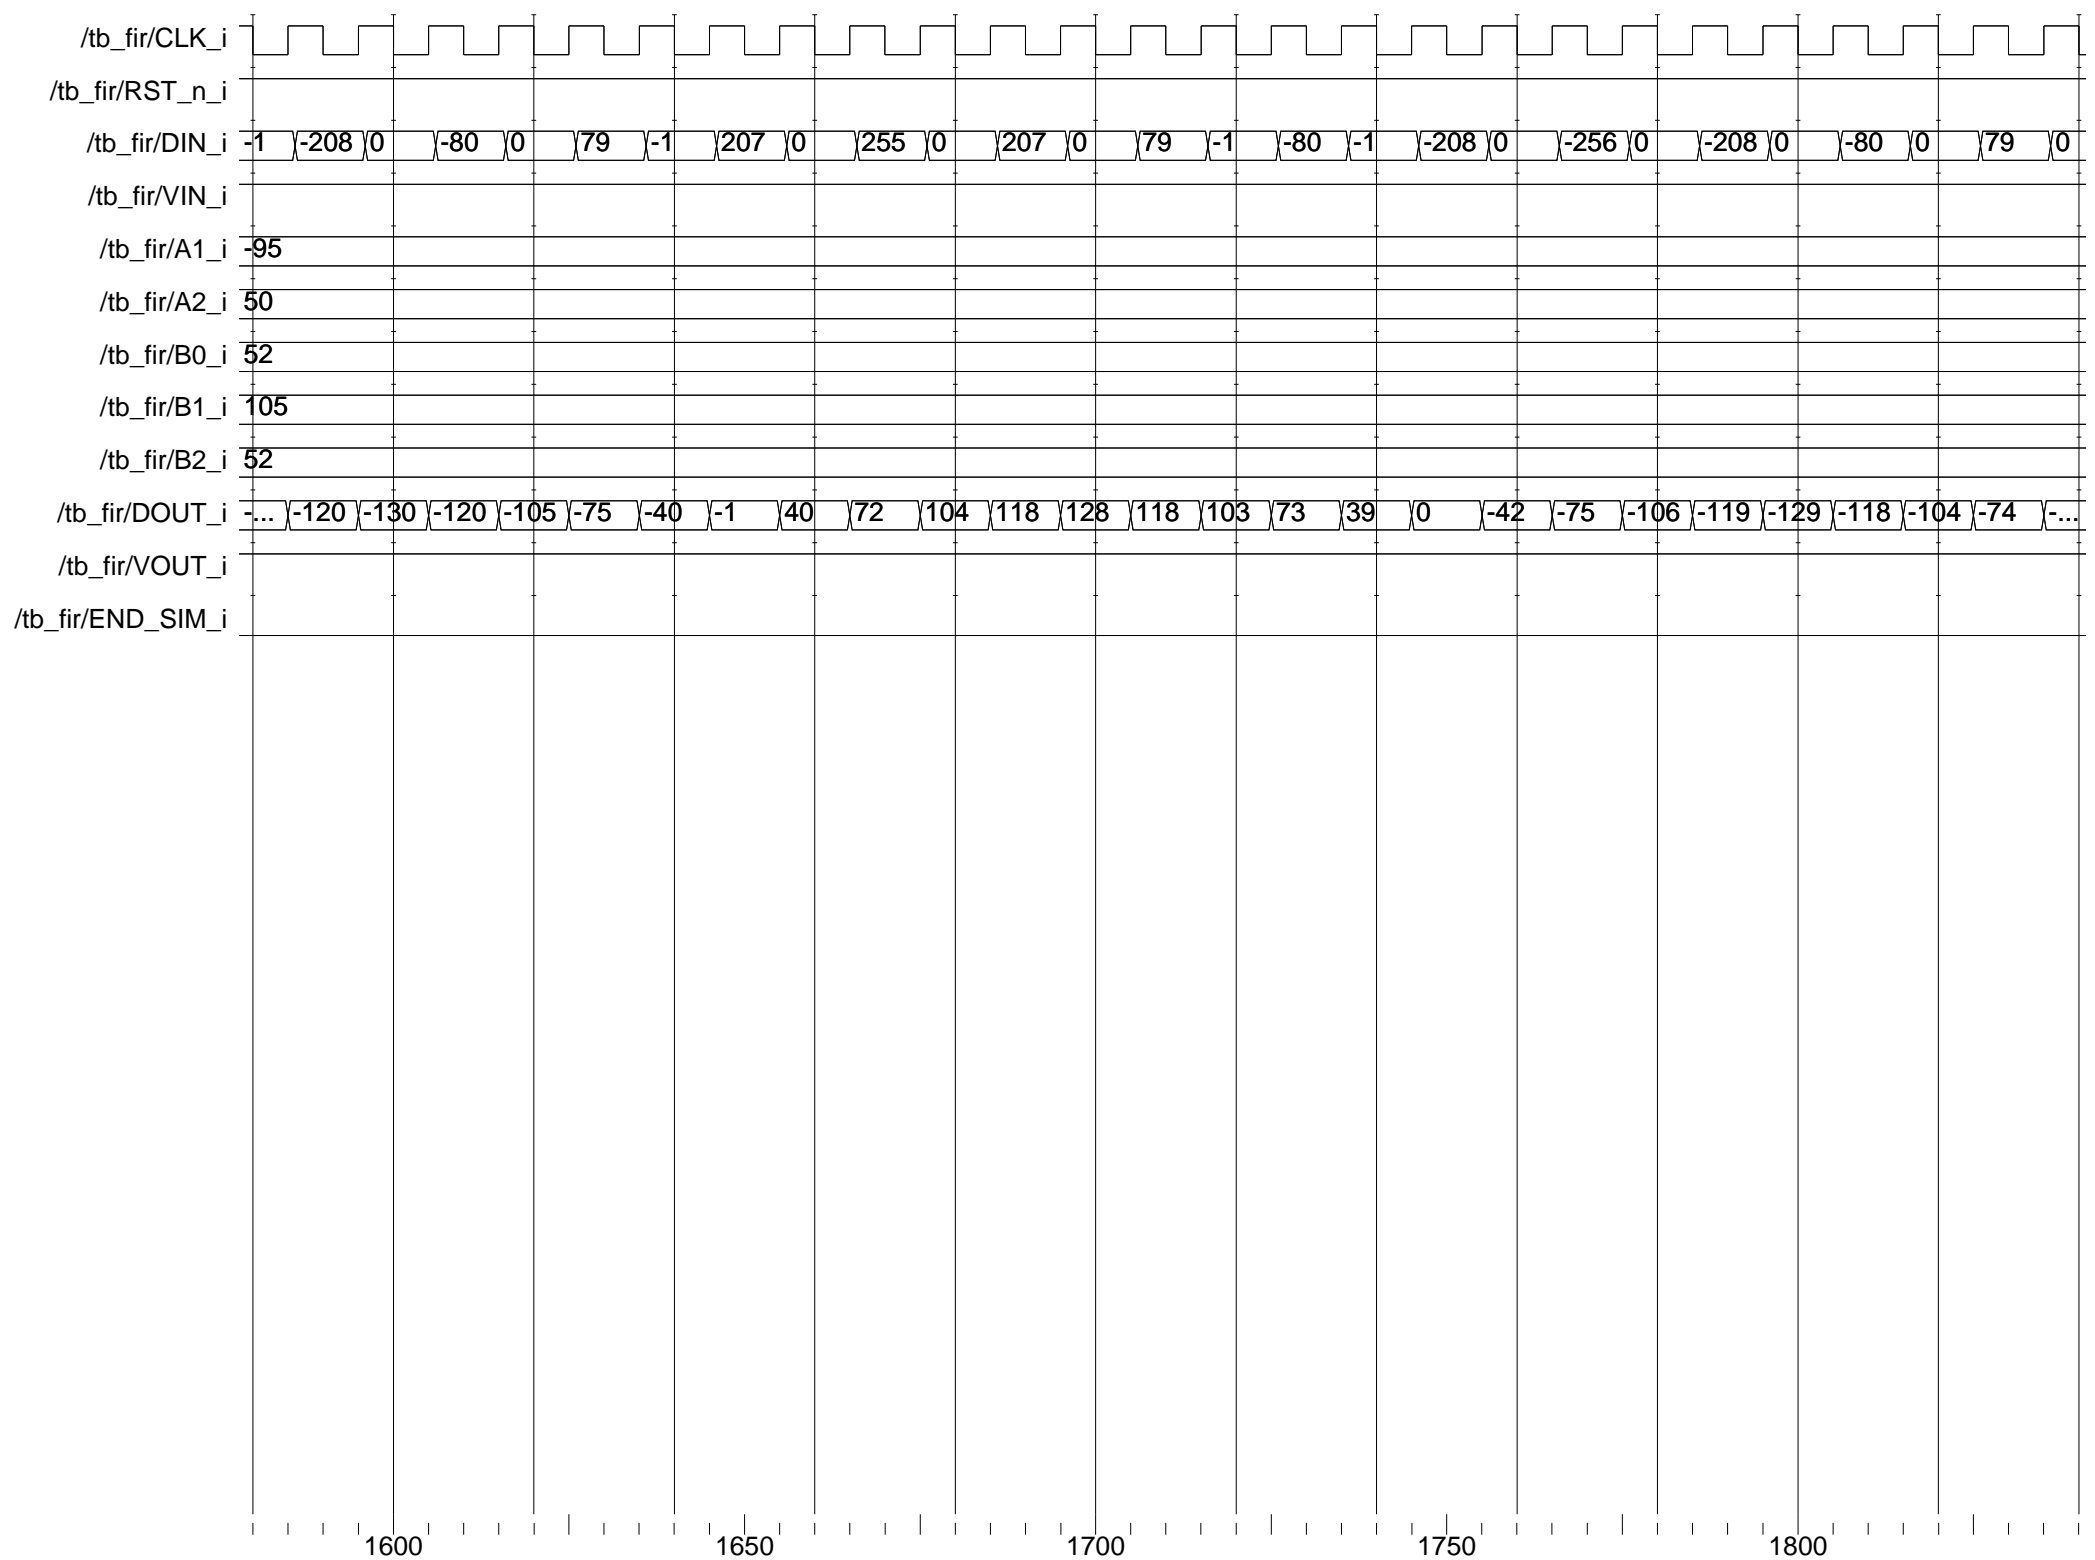 /tb_fir/CLK_i
/tb_fir/RST_n_i
/tb_fir/DIN_i -1 -208 0 -80 0 79 -1 207 0 255 0 207 0 79 -1 -80 -1 -208 0 -256 0 -208 0 -80 0 79 0
/tb_fir/VIN_i
/tb_fir/A1_i -95
/tb_fir/A2_i 50
/tb_fir/B0_i 52
/tb_fir/B1_i 105
/tb_fir/B2_i 52
/tb_fir/DOUT_i -... -120 -130 -120 -105 -75 -40 -1 40 72 104 118 128 118 103 73 39 0 -42 -75 -106 -119 -129 -118 -104 -74 -...
/tb_fir/VOUT_i
/tb_fir/END_SIM_i
1600 1650 1700 1750 1800